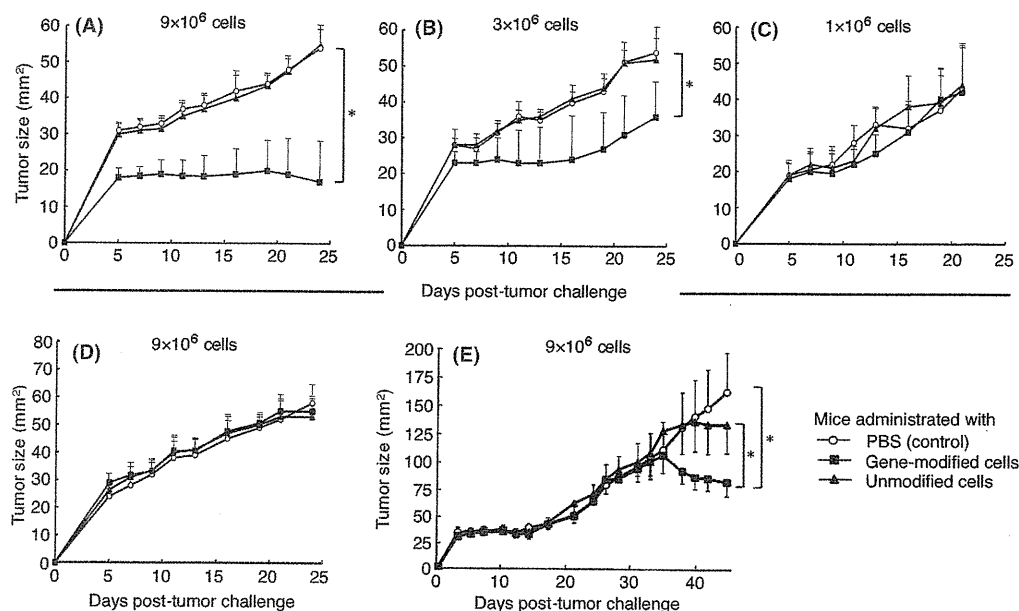 (A) 9×10⁶ cells
Tumor size (mm²)
60
50
40
30
20
10
0
*
0 5 10 15 20 25
(B) 3×10⁶ cells
60
50
40
30
20
10
0
*
0 5 10 15 20 25
(C) 1×10⁶ cells
60
50
40
30
20
10
0
0 5 10 15 20 25
Days post-tumor challenge
(D) 9×10⁶ cells
Tumor size (mm²)
80
70
60
50
40
30
20
10
0
0 5 10 15 20 25
Days post-tumor challenge
(E) 9×10⁶ cells
Tumor size (mm²)
200
175
150
125
100
75
50
25
0
* *
0 10 20 30 40
Days post-tumor challenge
Mice administrated with
PBS (control)
Gene-modified cells
Unmodified cells